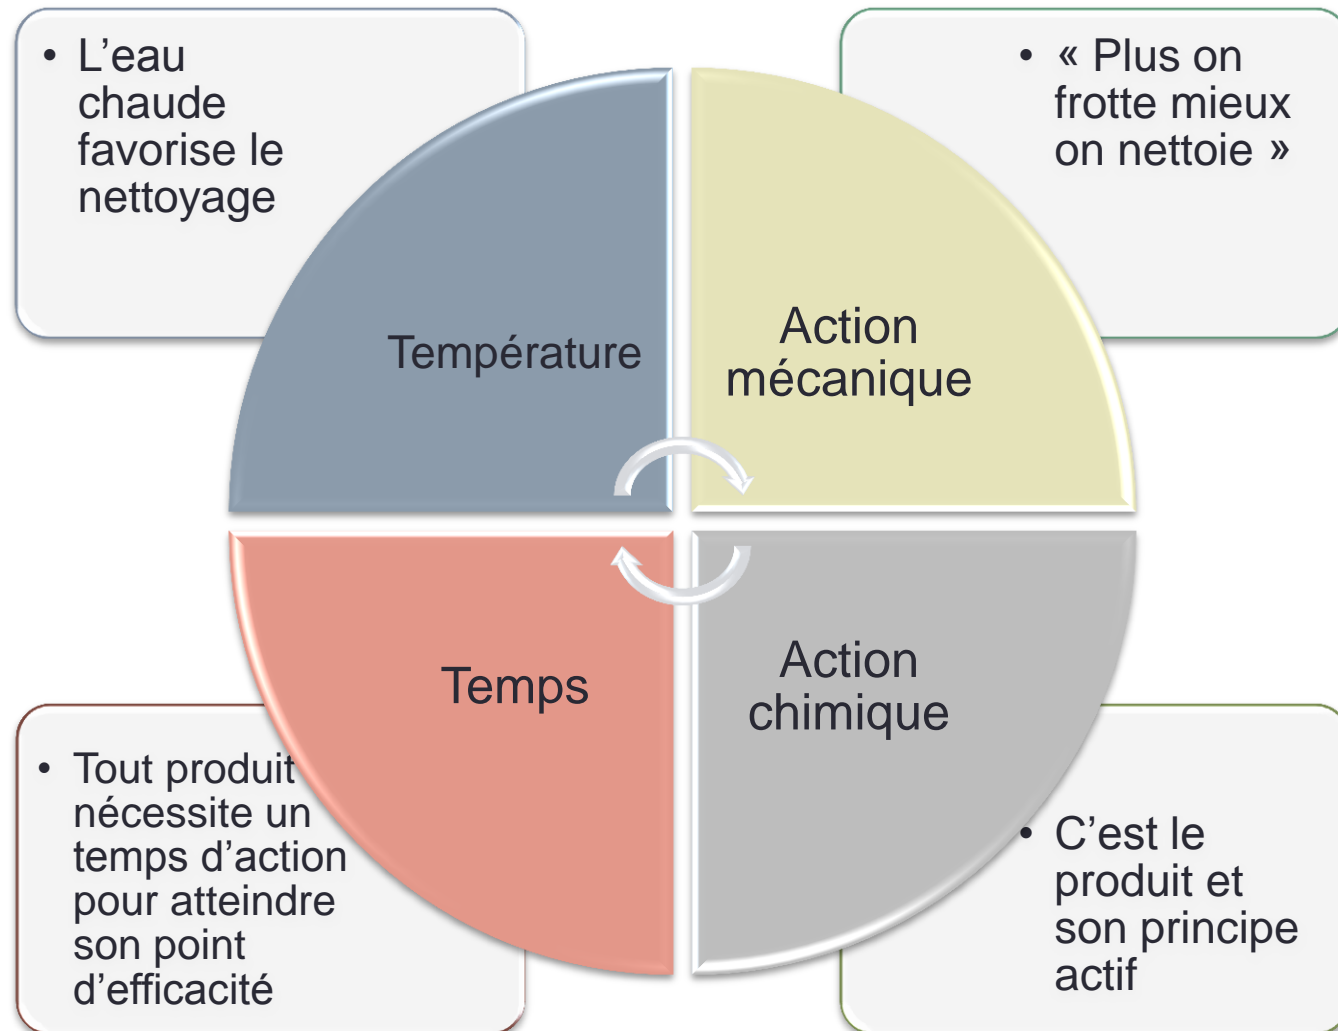 • L’eau
chaude
favorise le
nettoyage
• « Plus on
frotte mieux
on nettoie »
Température
Action
mécanique
Temps
Action
chimique
• Tout produit
nécessite un
temps d’action
pour atteindre
son point
d’efficacité
• C’est le
produit et
son principe
actif